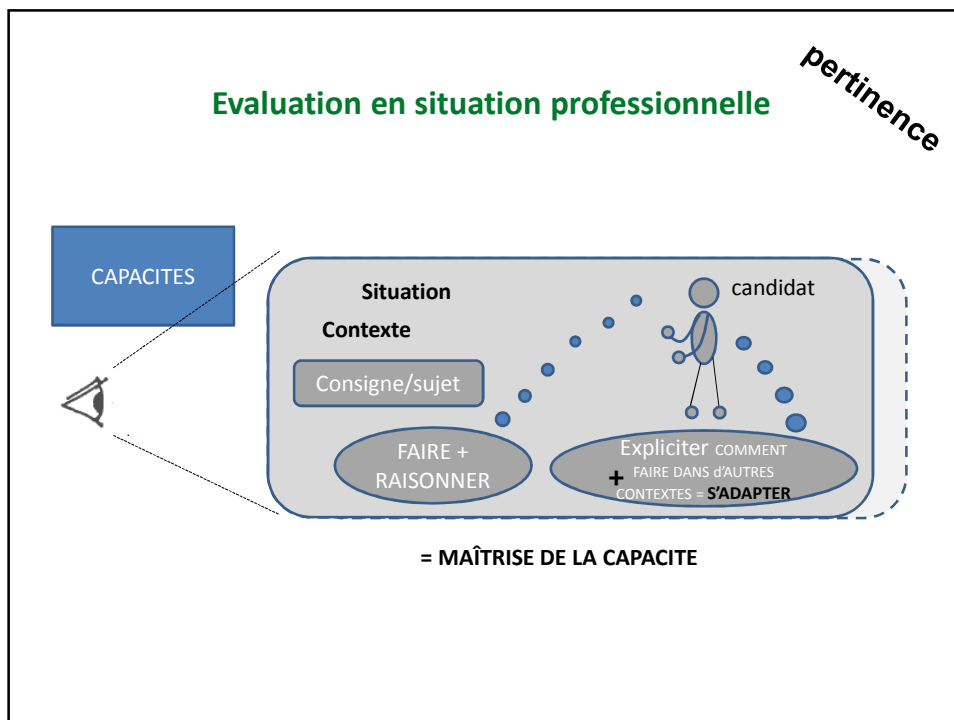 pertinence
Evaluation en situation professionnelle
CAPACITES
Situation
candidat
Contexte
Consigne/sujet
FAIRE +
RAISONNER
Expliciter COMMENT
+ FAIRE DANS d'AUTRES
CONTEXTES = S'ADAPTER
= MAÎTRISE DE LA CAPACITE